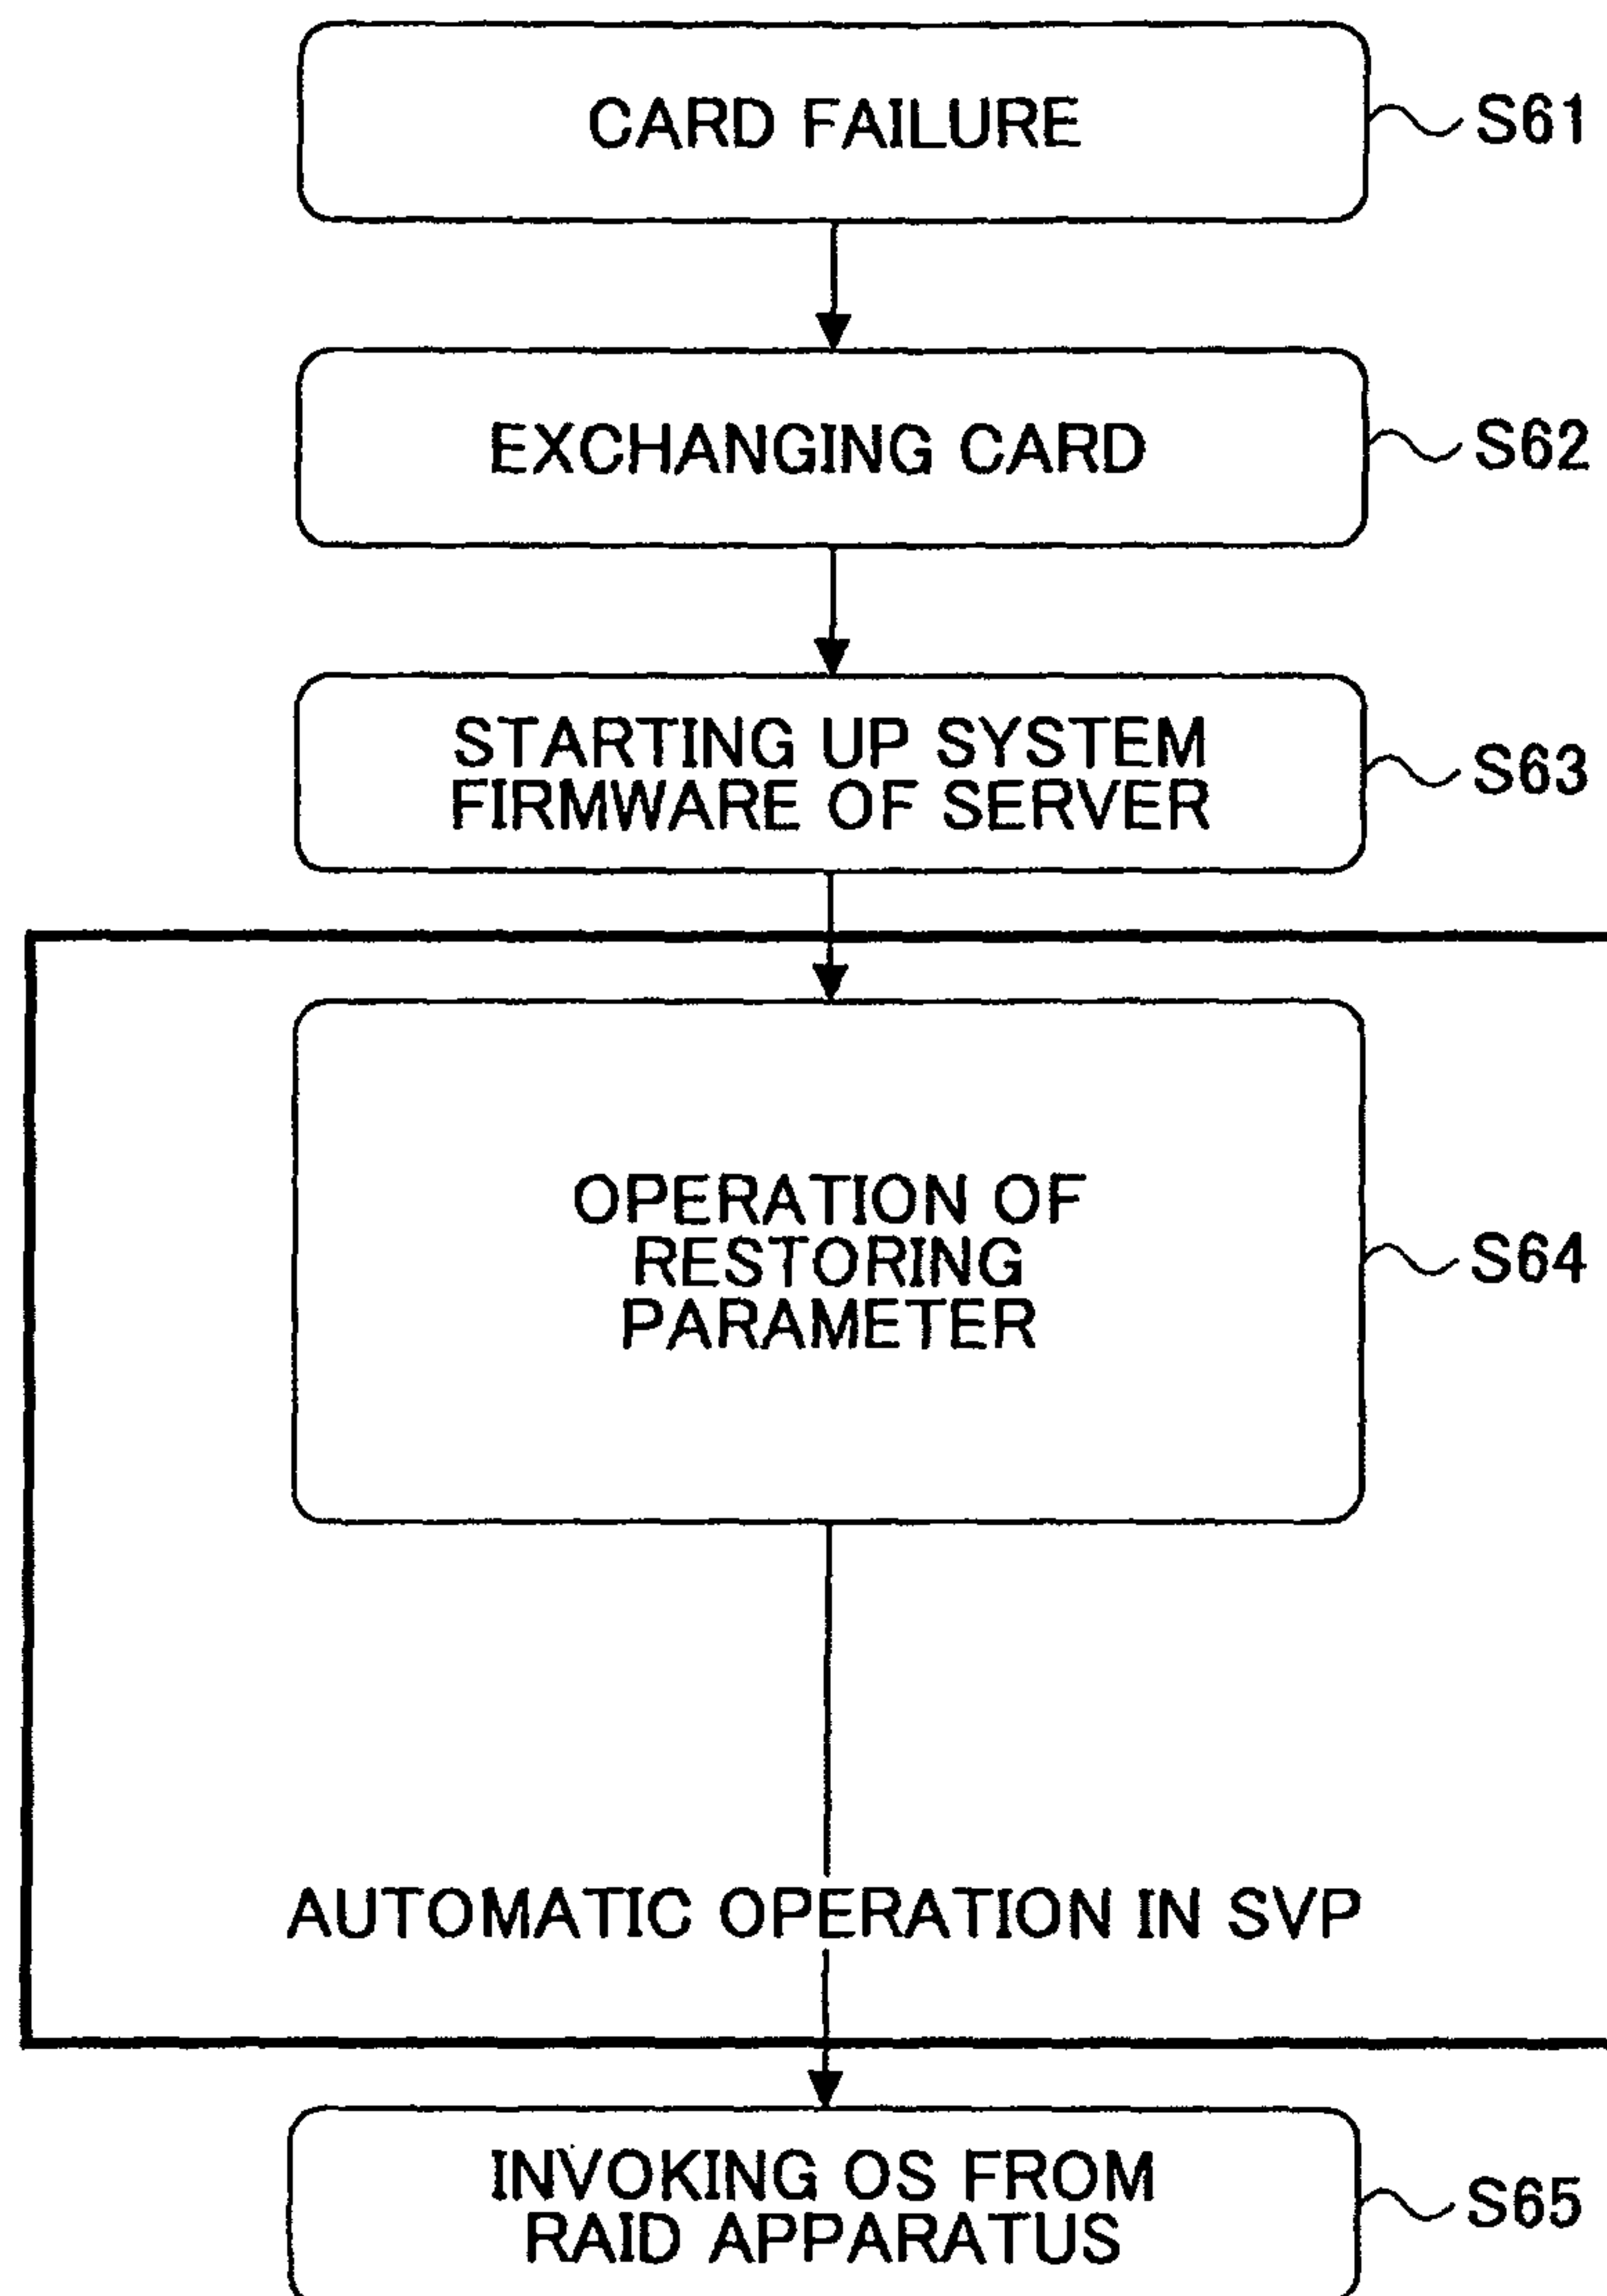 CARD FAILURE
S61
EXCHANGING CARD
S62
STARTING UP SYSTEM
FIRMWARE OF SERVER
S63
OPERATION OF
RESTORING
PARAMETER
S64
AUTOMATIC OPERATION IN SVP
INVOKING OS FROM
RAID APPARATUS
S65